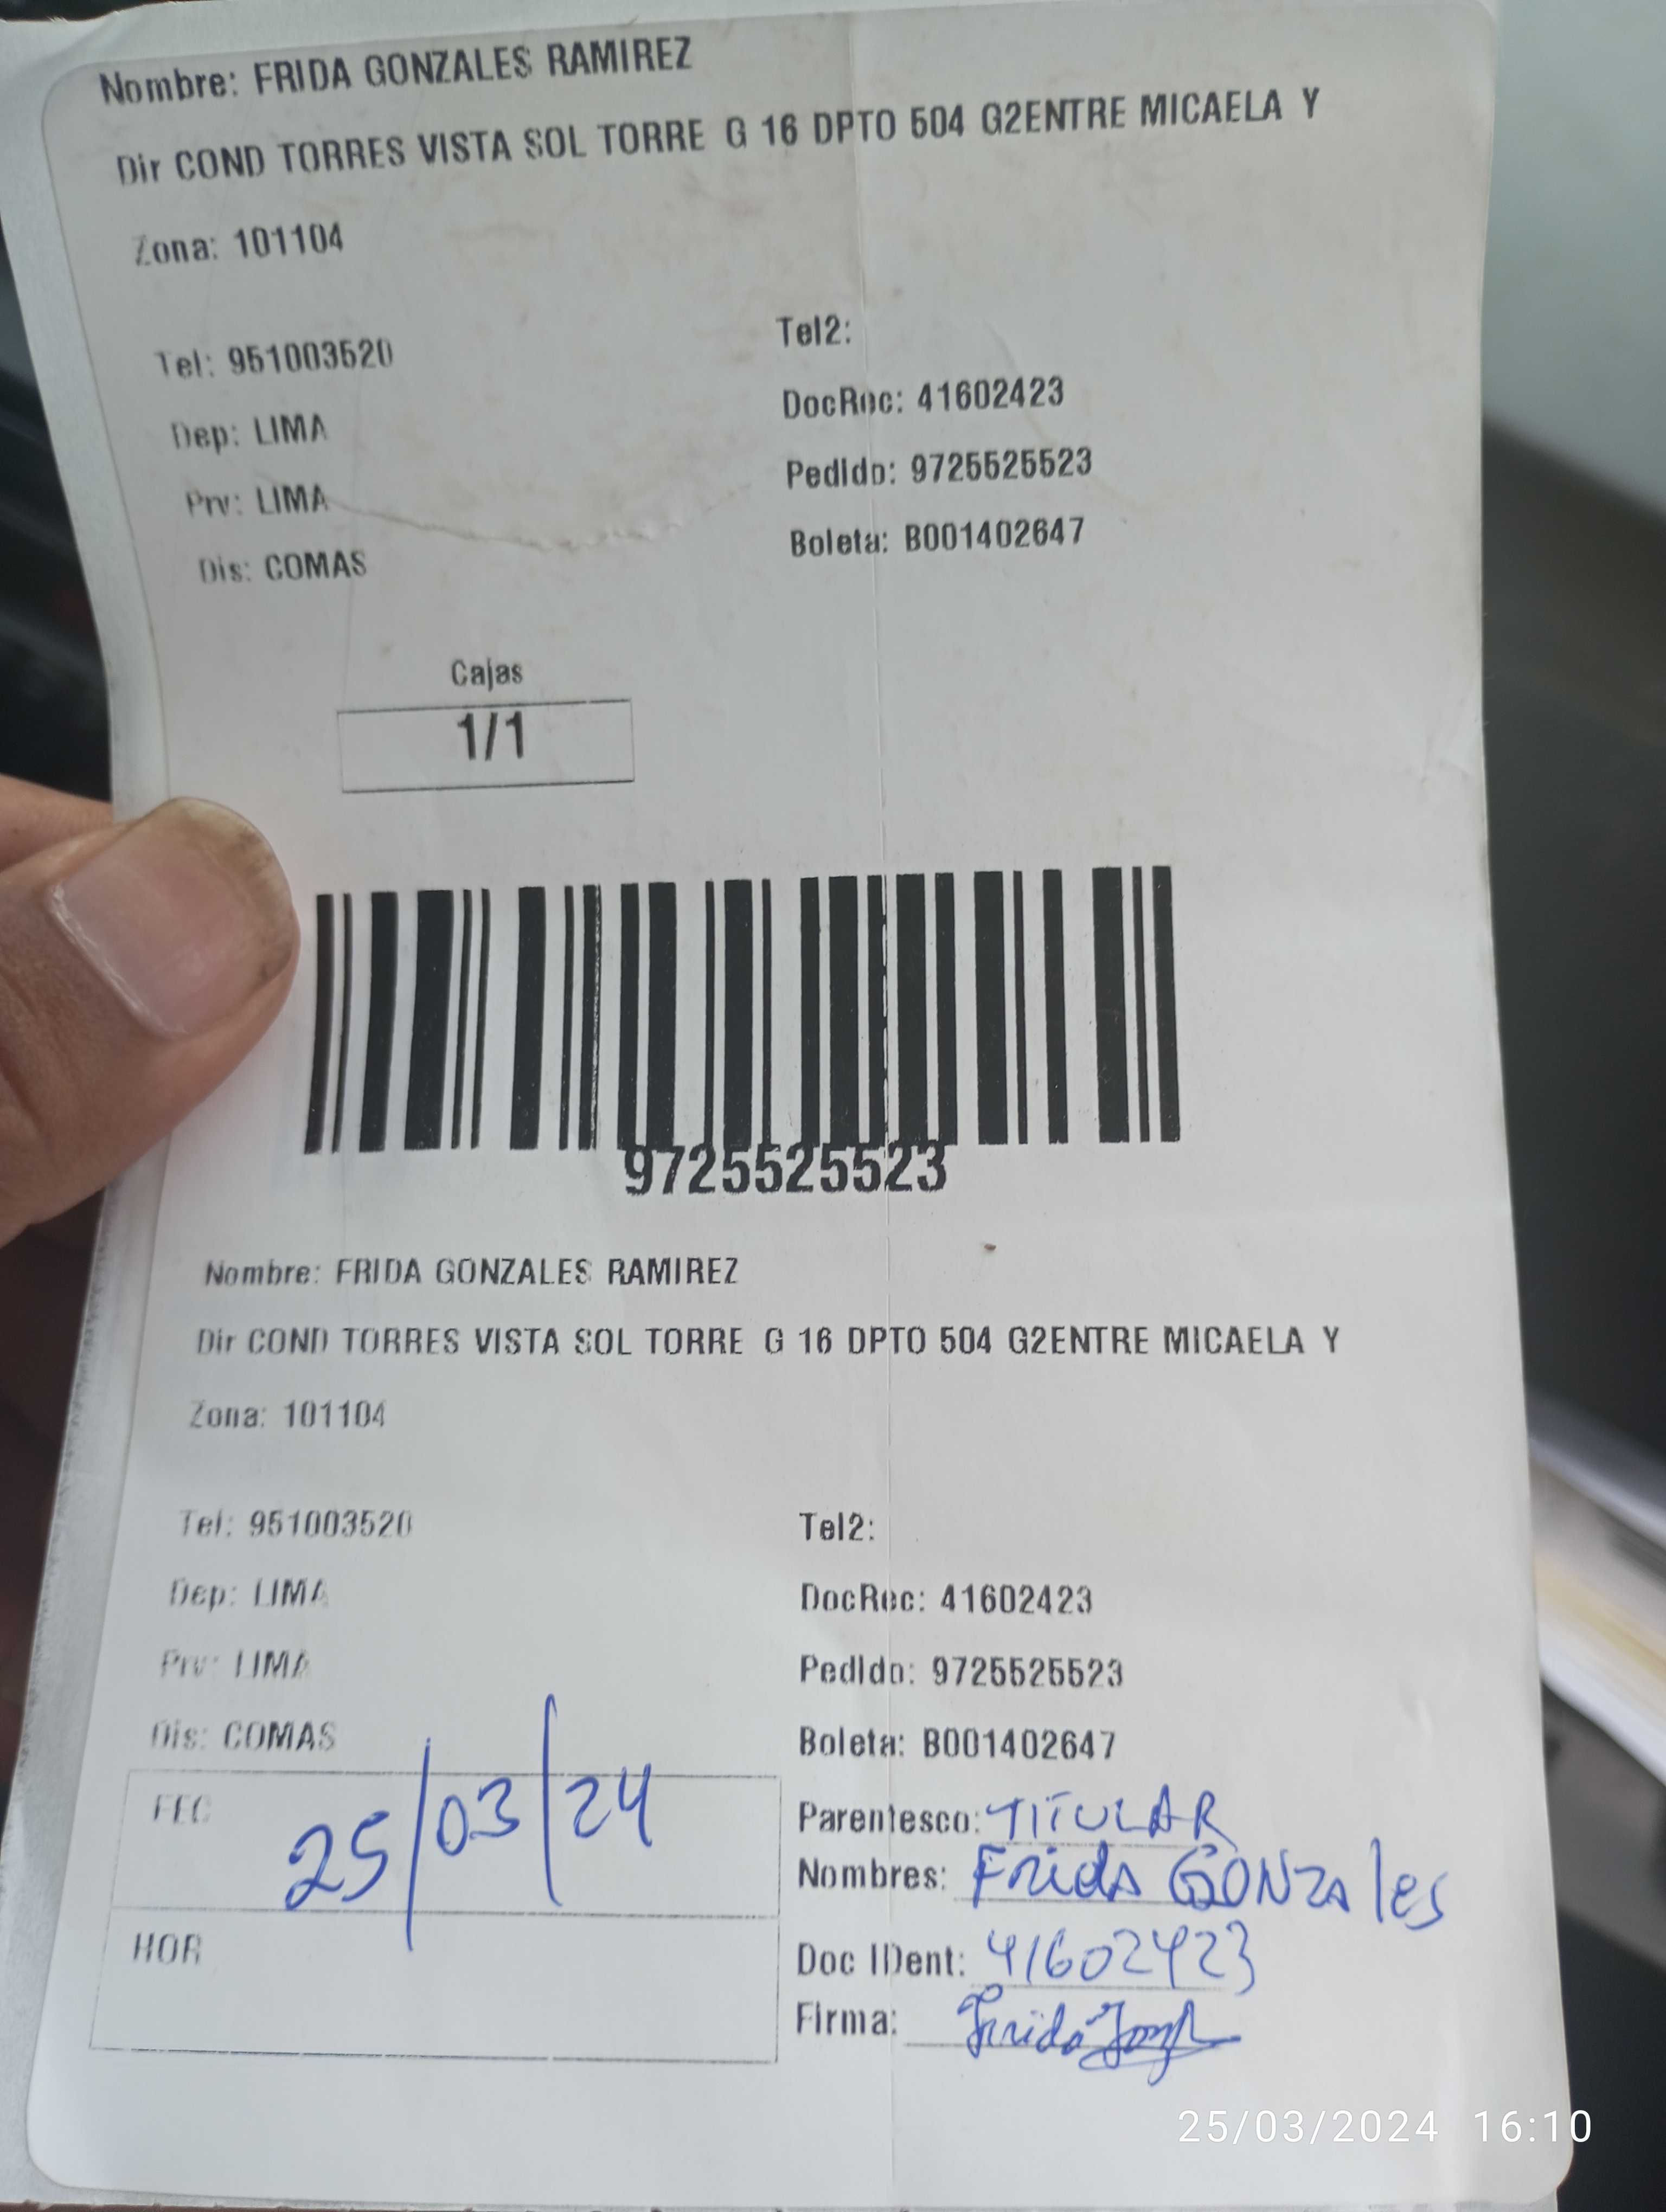 Nombre: FRIDA GONZALES RAMIREZ
Dir COND TORRES VISTA SOL TORRE G 16 DPTO 504 G2ENTRE MICAELA Y
Zona: 101104
Tel: 951003520
Tel2:
Dep: LIMA
DocRec: 41602423
Prv: LIMA
Pedido: 9725525523
Dis: COMAS
Boleta: B001402647
Cajas
1/1
9725525523
Nombre: FRIDA GONZALES RAMIREZ
Dir COND TORRES VISTA SOL TORRE G 16 DPTO 504 G2ENTRE MICAELA Y
Zona: 101104
Tel: 951003520
Tel2:
Dep: LIMA
DocRec: 41602423
Prv: LIMA
Pedido: 9725525523
Dis: COMAS
Boleta: B001402647
FEC 25/03/24
Parentesco: TITULAR
Nombres: Frida GONZales
HOR
Doc IDent: 41602423
Firma: Frida
25/03/2024 16:10